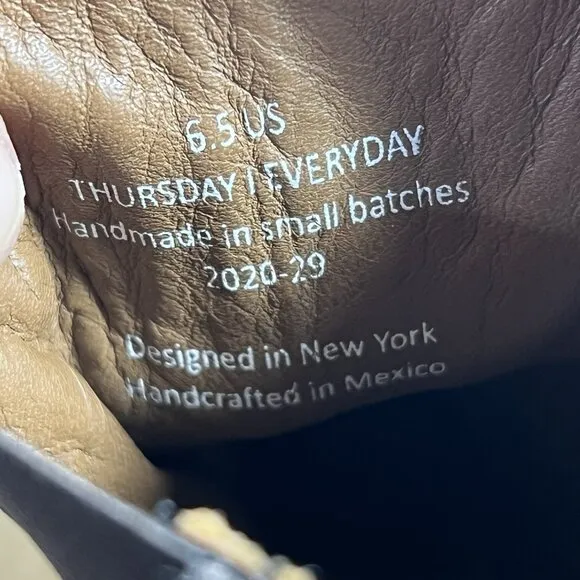 6.5 US
THURSDAY | EVERYDAY
Handmade in small batches
2020-29
Designed in New York
Handcrafted in Mexico